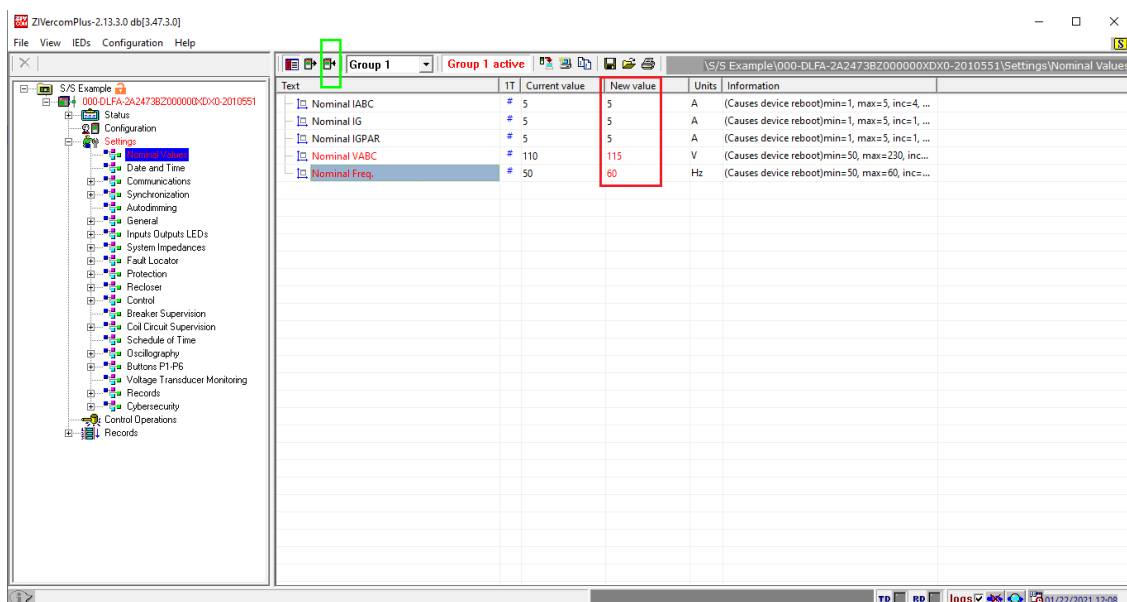 ZIVercomPlus-2.13.3.0 db[3.47.3.0]
File View IEDs Configuration Help
Group 1 Group 1 active \S/S Example\000-DLFA-2A2473BZ000000XDX0-2010551\Settings\Nominal Values
S/S Example
000-DLFA-2A2473BZ000000XDX0-2010551
Status
Configuration
Settings
Nominal Values
Date and Time
Communications
Synchronization
Autodimming
General
Inputs Outputs LEDs
System Impedances
Fault Locator
Protection
Recloser
Control
Breaker Supervision
Coil Circuit Supervision
Schedule of Time
Oscillography
Buttons P1-P6
Voltage Transducer Monitoring
Records
Cybersecurity
Control Operations
Records
Text 1T Current value New value Units Information
Nominal IABC # 5 5 A (Causes device reboot)min=1, max=5, inc=4, ...
Nominal IG # 5 5 A (Causes device reboot)min=1, max=5, inc=1, ...
Nominal IGPAR # 5 5 A (Causes device reboot)min=1, max=5, inc=1, ...
Nominal VABC # 110 115 V (Causes device reboot)min=50, max=230, inc...
Nominal Freq. # 50 60 Hz (Causes device reboot)min=50, max=60, inc=...
TD RD logs 01/22/2021 12:08